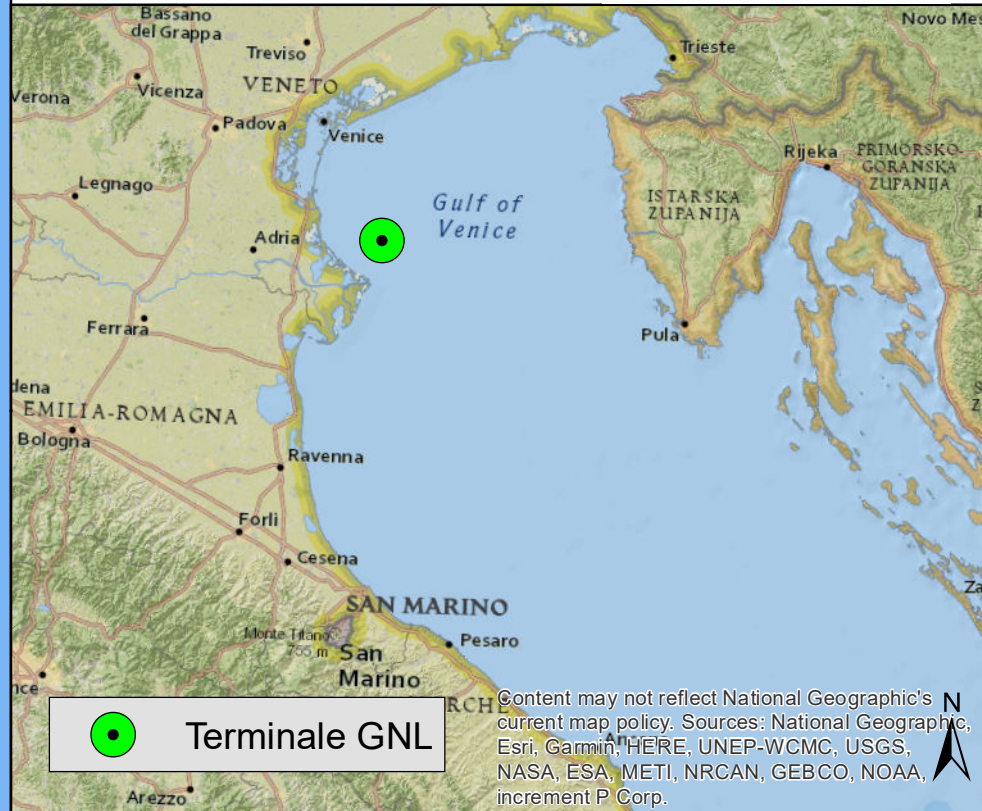 Bassano
del Grappa
Novo Mes
Treviso
Trieste
VENETO
Verona
Vicenza
Padova
Venice
Rijeka
PRIMORSKO-
GORANSKA
ZUPANIJA
Legnago
ISTARSKA
ZUPANIJA
Gulf of
Venice
Adria
Ferrara
Pula
dena
EMILIA-ROMAGNA
Bologna
Ravenna
Forlì
Cesena
Za
SAN MARINO
Monte Titano
755 m
San
Marino
Pesaro
nce
RCHE
Terminale GNL
Content may not reflect National Geographic's
current map policy. Sources: National Geographic,
Esri, Garmin, HERE, UNEP-WCMC, USGS,
NASA, ESA, METI, NRCAN, GEBCO, NOAA,
increment P Corp.
N
Arezzo